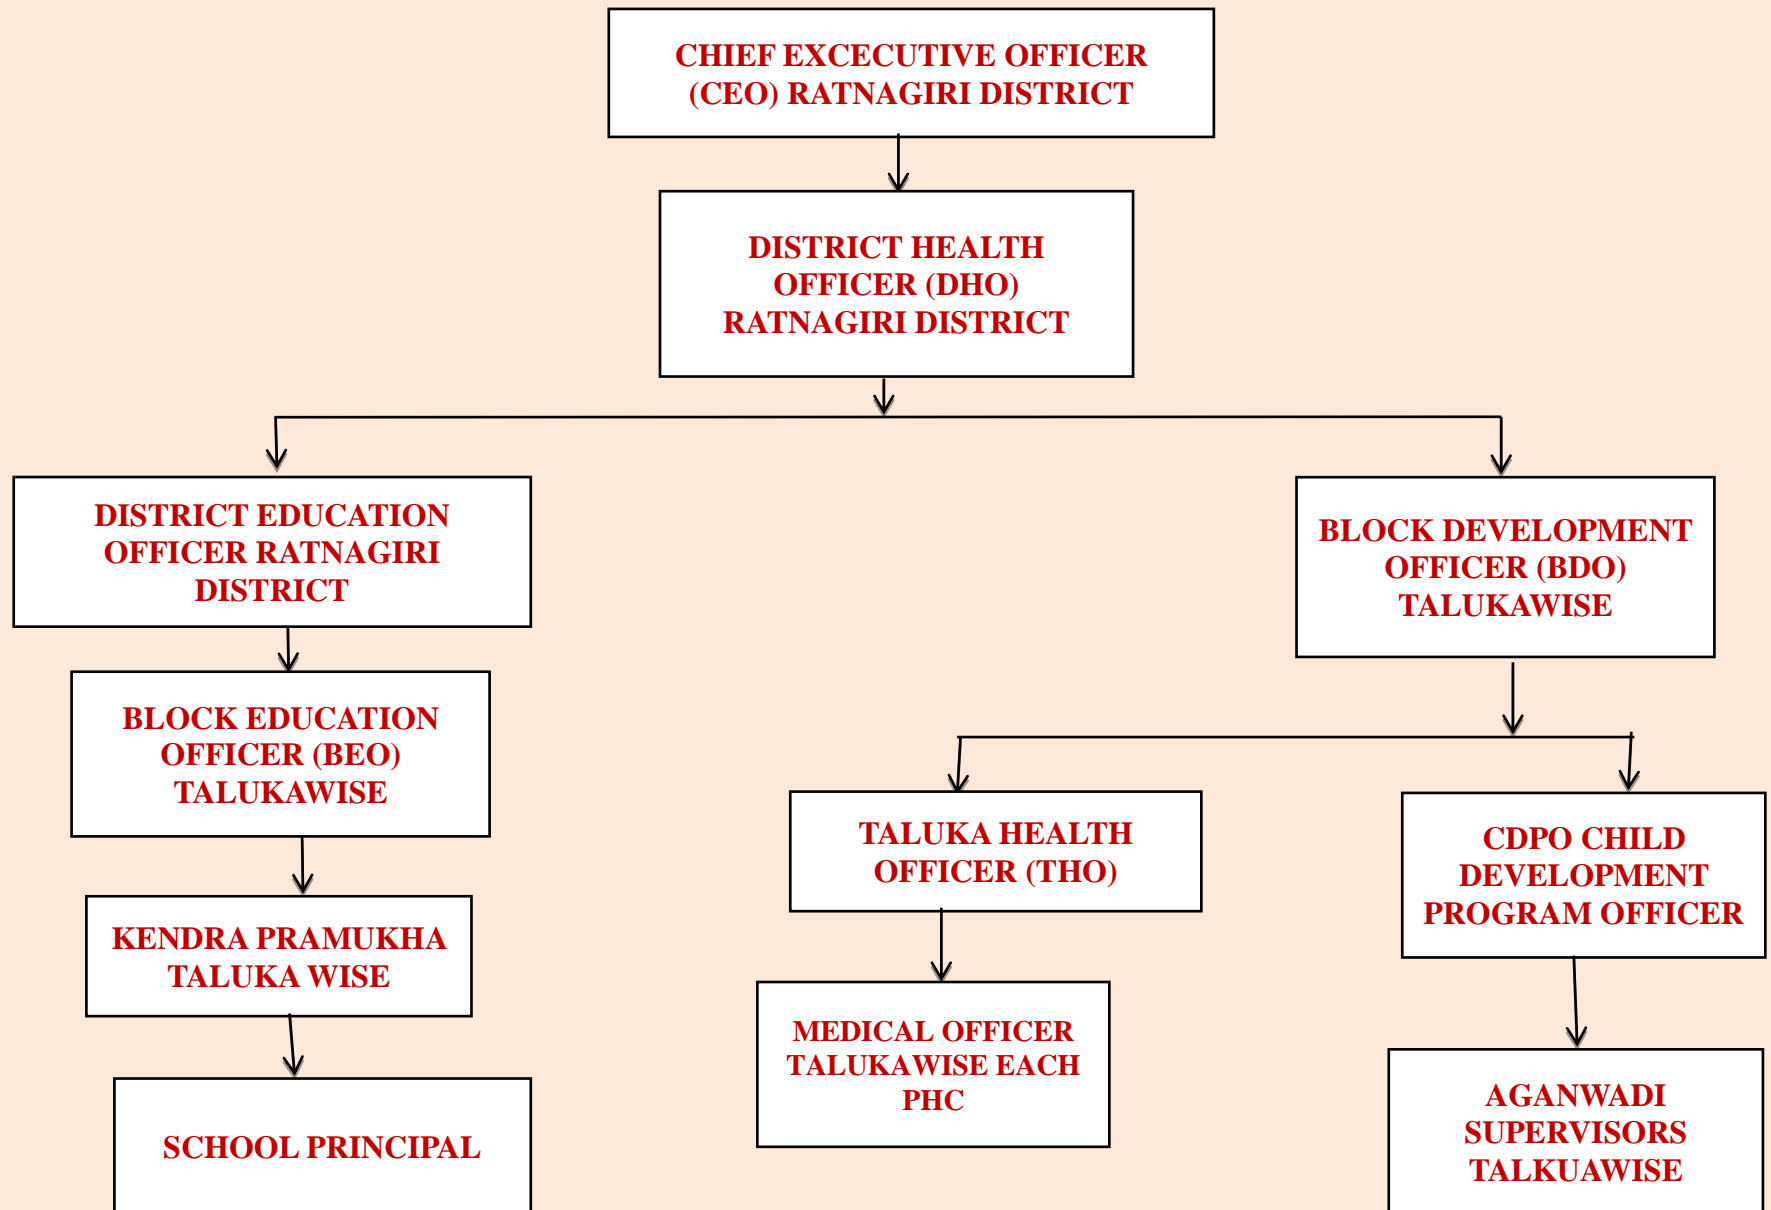 CHIEF EXCECUTIVE OFFICER
(CEO) RATNAGIRI DISTRICT
DISTRICT HEALTH
OFFICER (DHO)
RATNAGIRI DISTRICT
DISTRICT EDUCATION
OFFICER RATNAGIRI
DISTRICT
BLOCK DEVELOPMENT
OFFICER (BDO)
TALUKAWISE
BLOCK EDUCATION
OFFICER (BEO)
TALUKAWISE
TALUKA HEALTH
OFFICER (THO)
CDPO CHILD
DEVELOPMENT
PROGRAM OFFICER
KENDRA PRAMUKHA
TALUKA WISE
MEDICAL OFFICER
TALUKAWISE EACH
PHC
SCHOOL PRINCIPAL
AGANWADI
SUPERVISORS
TALKUAWISE